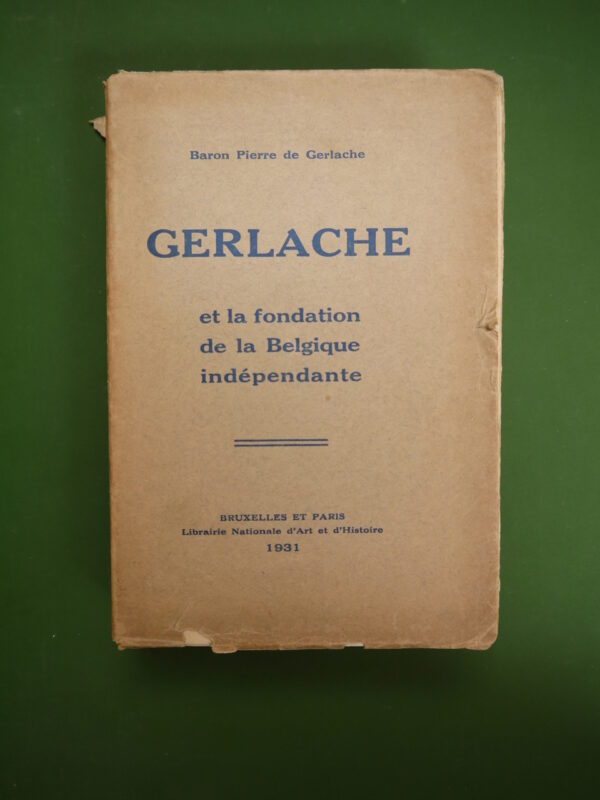 Baron Pierre de Gerlache
GERLACHE
et la fondation
de la Belgique
indépendante
BRUXELLES ET PARIS
Librairie Nationale d'Art et d'Histoire
1931